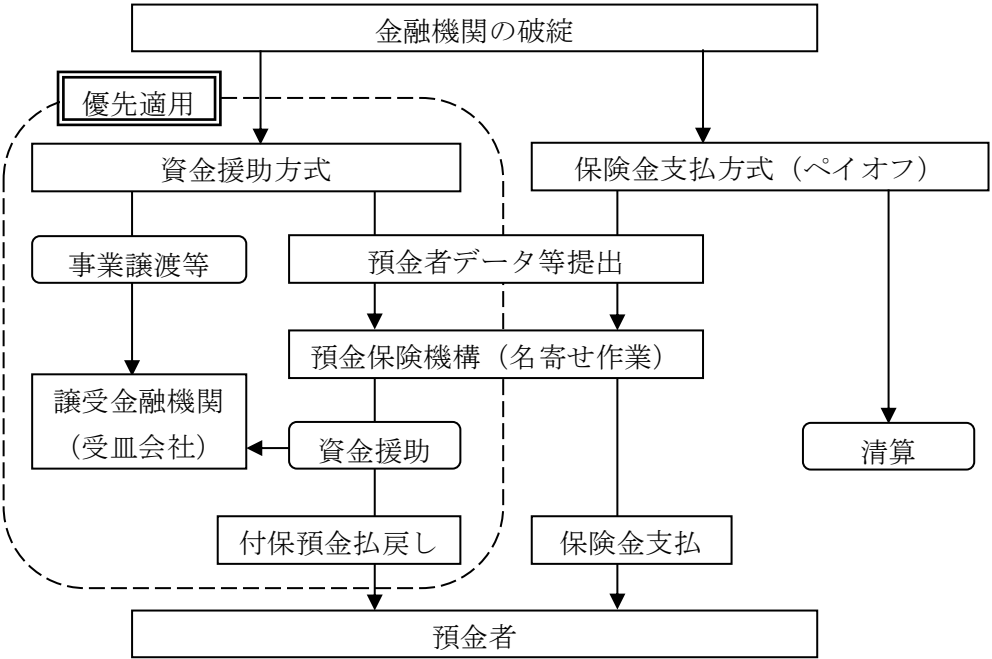 金融機関の破綻
優先適用
資金援助方式
保険金支払方式（ペイオフ）
事業譲渡等
預金者データ等提出
預金保険機構（名寄せ作業）
譲受金融機関
（受皿会社）
資金援助
清算
付保預金払戻し
保険金支払
預金者